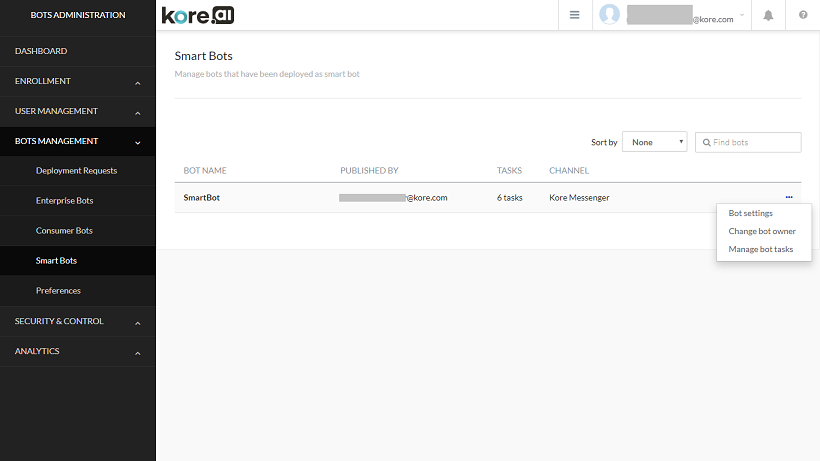 BOTS ADMINISTRATION
kore.ai
@kore.com
DASHBOARD
ENROLLMENT
USER MANAGEMENT
BOTS MANAGEMENT
Deployment Requests
Enterprise Bots
Consumer Bots
Smart Bots
Preferences
SECURITY & CONTROL
ANALYTICS
Smart Bots
Manage bots that have been deployed as smart bot
Sort by None Find bots
BOT NAME PUBLISHED BY TASKS CHANNEL
SmartBot @kore.com 6 tasks Kore Messenger
Bot settings
Change bot owner
Manage bot tasks